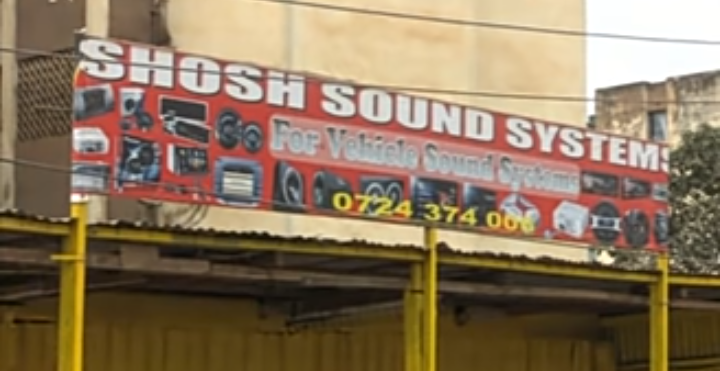 SHOSH SOUND SYSTEMS
For Vehicle Sound Systems
0724 374 006